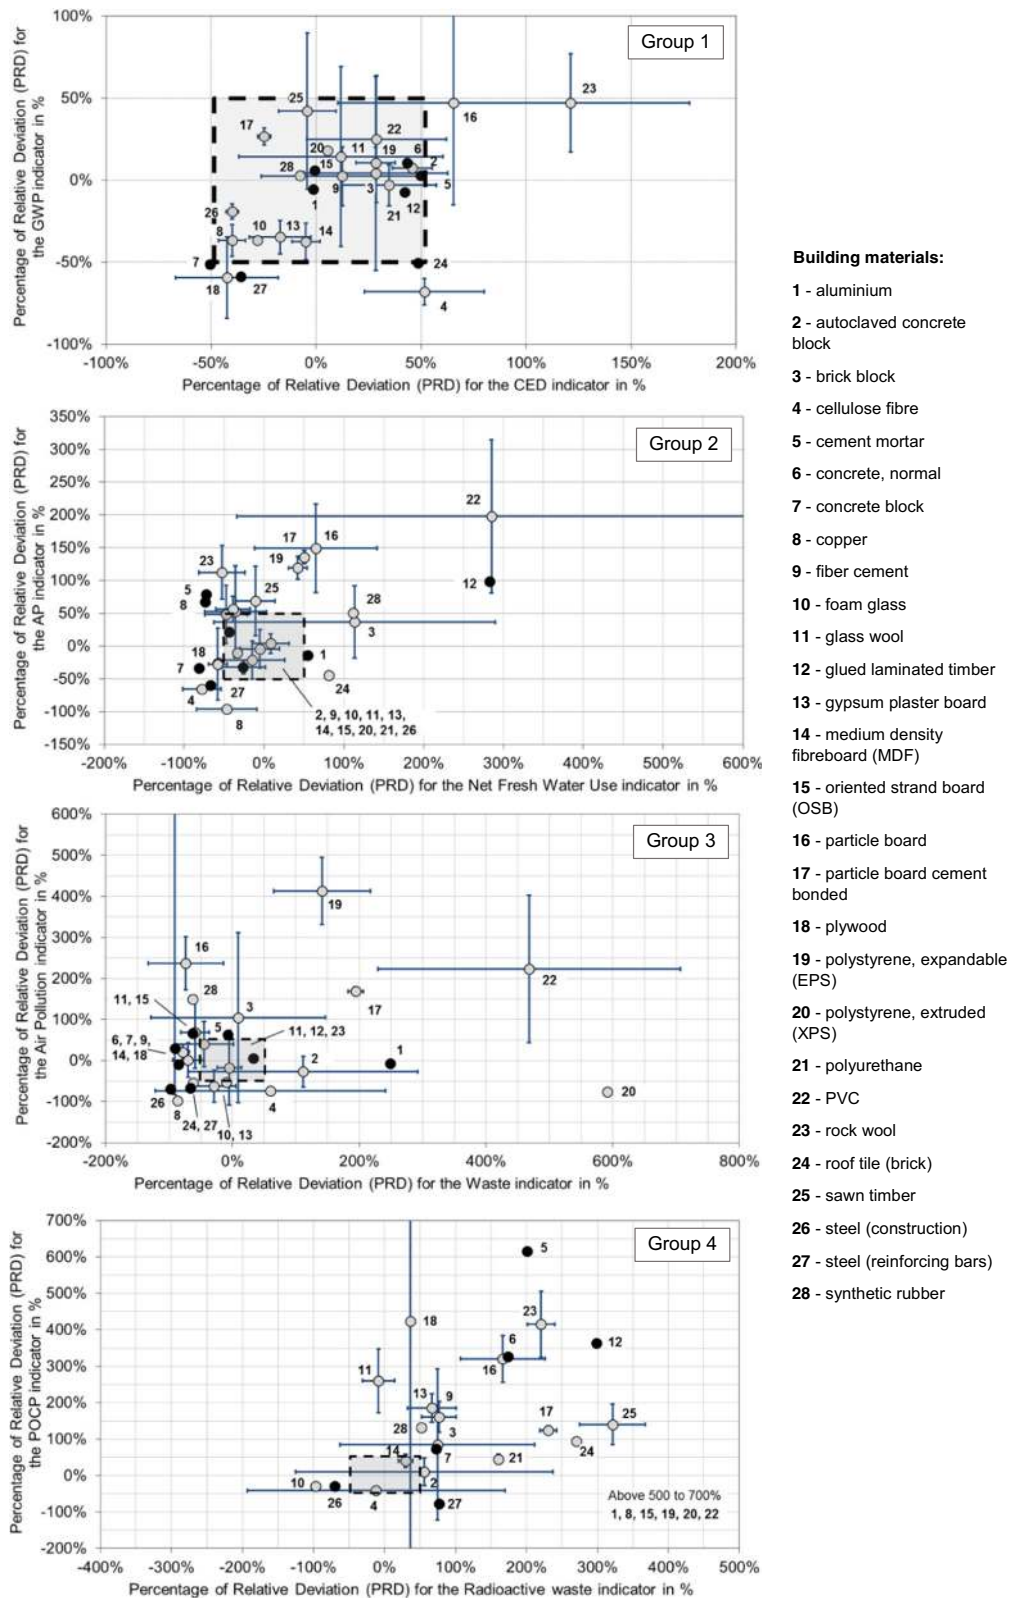 Group 1
Percentage of Relative Deviation (PRD) for
the GWP indicator in %
100%
50%
0%
-50%
-100%
25
23
16
17
22
20
11
19
6
2
15
28
9
3
5
1
21
12
26
8
10
13
14
7
24
18
27
4
-100%
-50%
0%
50%
100%
150%
200%
Percentage of Relative Deviation (PRD) for the CED indicator in %
Group 2
Percentage of Relative Deviation (PRD) for
the AP indicator in %
350%
300%
250%
200%
150%
100%
50%
0%
-50%
-100%
-150%
22
17
16
19
23
12
5
25
8
28
3
18
1
7
24
4
27
8
2, 9, 10, 11, 13,
14, 15, 20, 21, 26
-200%
-100%
0%
100%
200%
300%
400%
500%
600%
Percentage of Relative Deviation (PRD) for the Net Fresh Water Use indicator in %
Group 3
Percentage of Relative Deviation (PRD) for
the Air Pollution indicator in %
600%
500%
400%
300%
200%
100%
0%
-100%
-200%
19
16
22
28
17
11, 15
3
5
11, 12, 23
6, 7, 9,
14, 18
2
1
26
8
4
20
24, 27
10, 13
-200%
0%
200%
400%
600%
800%
Percentage of Relative Deviation (PRD) for the Waste indicator in %
Group 4
Percentage of Relative Deviation (PRD) for
the POCP indicator in %
700%
600%
500%
400%
300%
200%
100%
0%
-100%
-200%
5
18
23
6
12
11
16
13
9
17
25
28
3
24
14
7
21
10
2
26
4
27
Above 500 to 700%
1, 8, 15, 19, 20, 22
-400%
-300%
-200%
-100%
0%
100%
200%
300%
400%
500%
Percentage of Relative Deviation (PRD) for the Radioactive waste indicator in %
Building materials:
1 - aluminium
2 - autoclaved concrete
block
3 - brick block
4 - cellulose fibre
5 - cement mortar
6 - concrete, normal
7 - concrete block
8 - copper
9 - fiber cement
10 - foam glass
11 - glass wool
12 - glued laminated timber
13 - gypsum plaster board
14 - medium density
fibreboard (MDF)
15 - oriented strand board
(OSB)
16 - particle board
17 - particle board cement
bonded
18 - plywood
19 - polystyrene, expandable
(EPS)
20 - polystyrene, extruded
(XPS)
21 - polyurethane
22 - PVC
23 - rock wool
24 - roof tile (brick)
25 - sawn timber
26 - steel (construction)
27 - steel (reinforcing bars)
28 - synthetic rubber